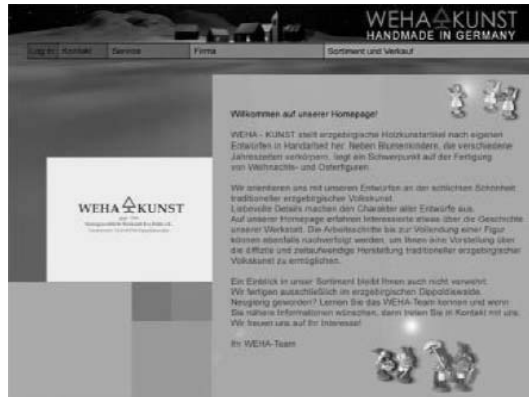 WEHA KUNST
HANDMADE IN GERMANY
Log In Kontakt Service Firma Sortiment und Verkauf
Willkommen auf unserer Homepage!
WEHA - KUNST stellt erzgebirgische Holzkunstartikel nach eigenen
Entwürfen in Handarbeit her. Neben Blumenkindern, die verschiedene
Jahreszeiten verkörpern, liegt ein Schwerpunkt auf der Fertigung
von Weihnachts- und Osterfiguren.
WEHA KUNST
Wir orientieren uns mit unseren Entwürfen an der schlichten Schönheit
traditioneller erzgebirgischer Volkskunst.
Liebevolle Details machen den Charakter aller Entwürfe aus.
Auf unserer Homepage erfahren Interessierte etwas über die Geschichte
unserer Werkstatt. Die Arbeitsschritte bis zur Vollendung einer Figur
können ebenfalls nachverfolgt werden, um Ihnen eine Vorstellung über
die diffizile und zeitaufwendige Herstellung traditioneller erzgebirgischer
Volkskunst zu ermöglichen.
Ein Einblick in unser Sortiment bleibt Ihnen auch nicht verwehrt.
Wir fertigen ausschließlich im erzgebirgischen Dippoldiswalde.
Neugierig geworden? Lernen Sie das WEHA-Team kennen und wenn
Sie nähere Informationen wünschen, dann treten Sie in Kontakt mit uns.
Wir freuen uns auf Ihr Interesse!
Ihr WEHA-Team